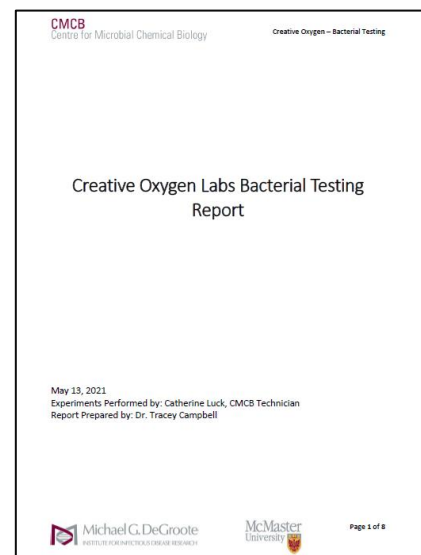 CMCB
Centre for Microbial Chemical Biology
Creative Oxygen – Bacterial Testing
Creative Oxygen Labs Bacterial Testing
Report
May 13, 2021
Experiments Performed by: Catherine Luck, CMCB Technician
Report Prepared by: Dr. Tracey Campbell
Michael G. DeGroote
INSTITUTE FOR INFECTIOUS DISEASE RESEARCH
McMaster
University
Page 1 of 8